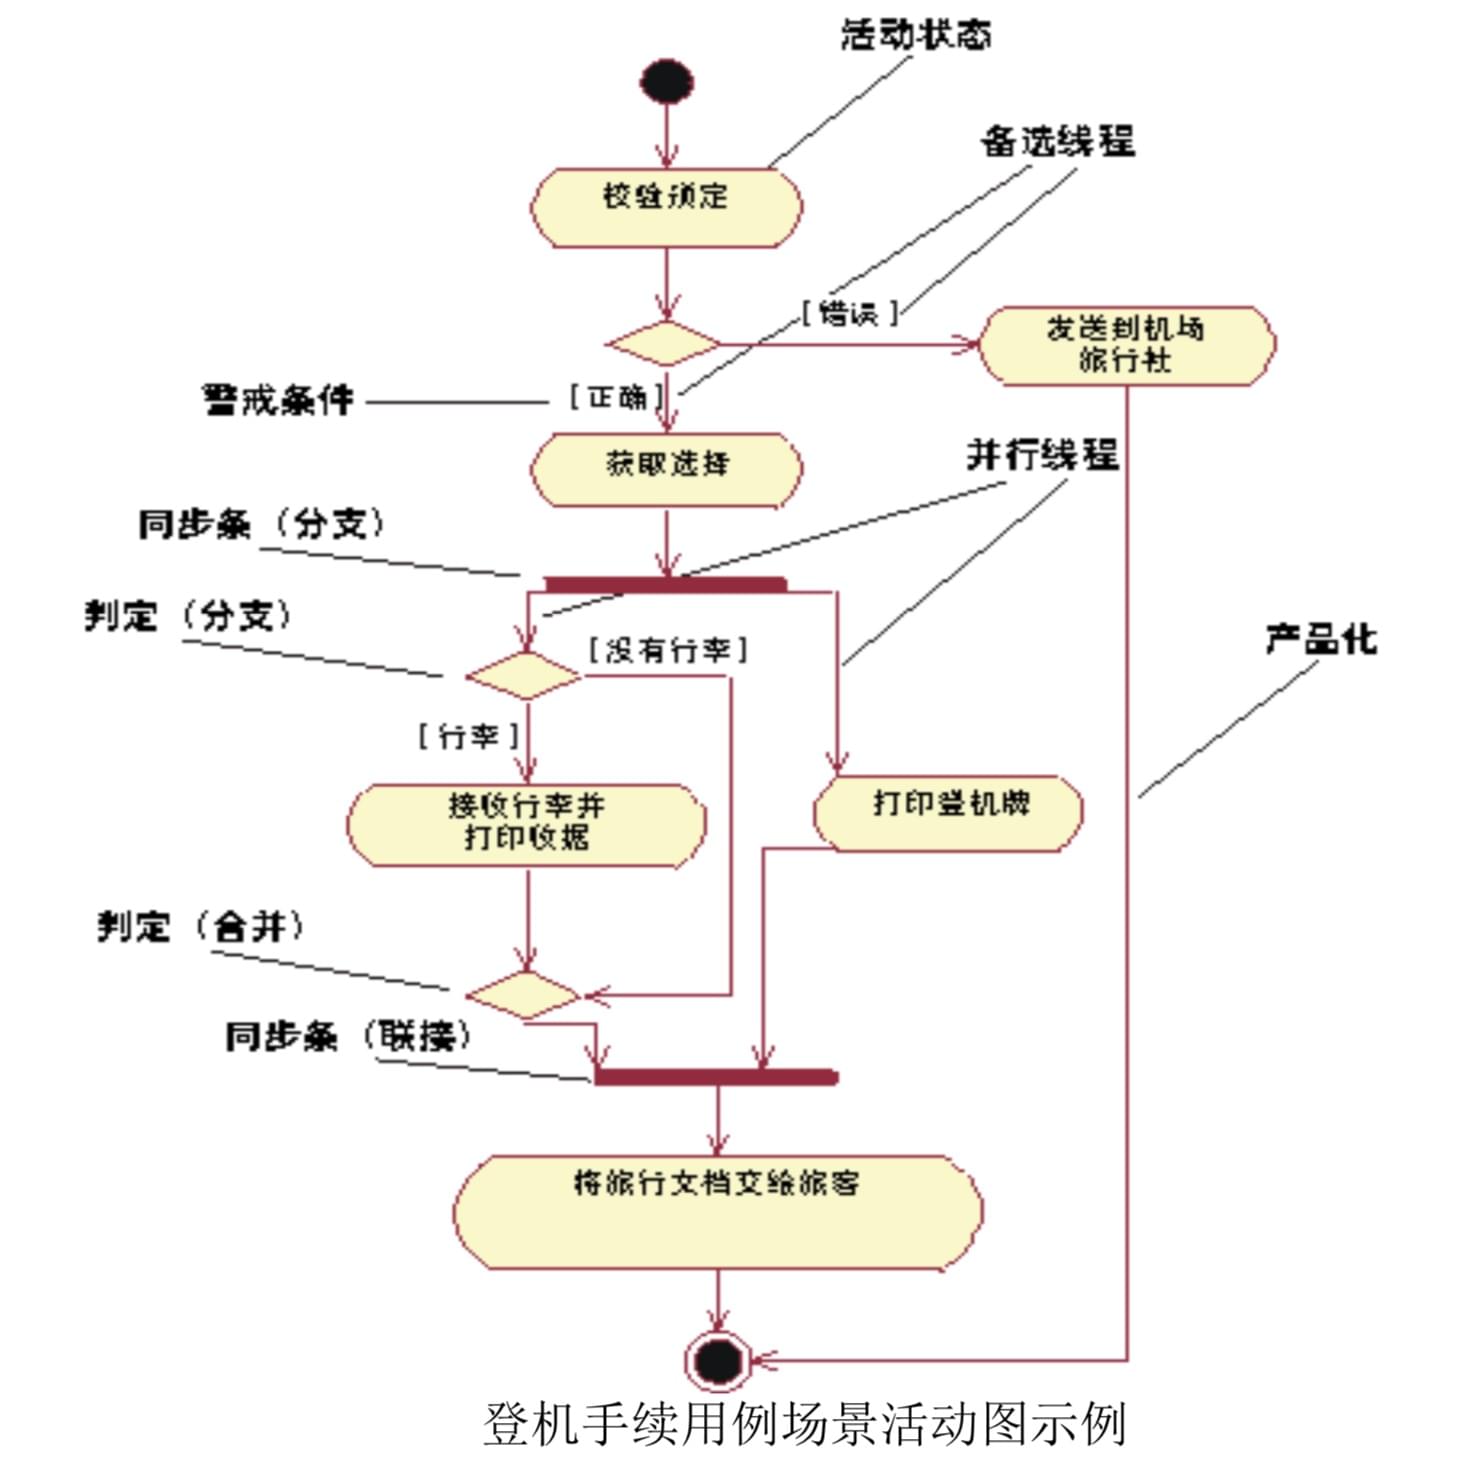 活动状态
备选线程
校验预定
[错误]
发送到机场
旅行社
警戒条件
[正确]
获取选择
并行线程
同步条（分支）
判定（分支）
[没有行李]
产品化
[行李]
接收行李并
打印收据
打印登机牌
判定（合并）
同步条（联接）
将旅行文档交给旅客
登机手续用例场景活动图示例